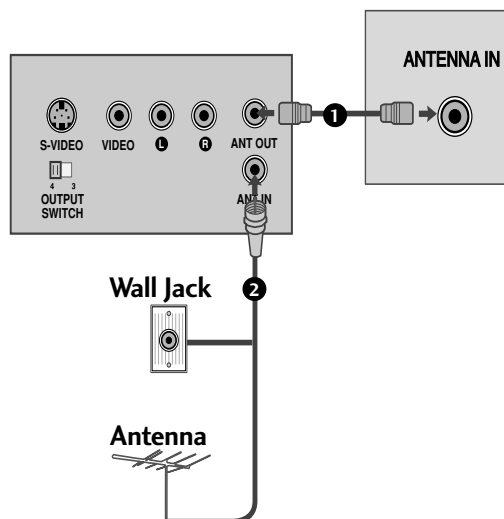 ANTENNA IN
S-VIDEO VIDEO L R ANT OUT
1
4 3
OUTPUT
SWITCH
ANT IN
Wall Jack
2
Antenna